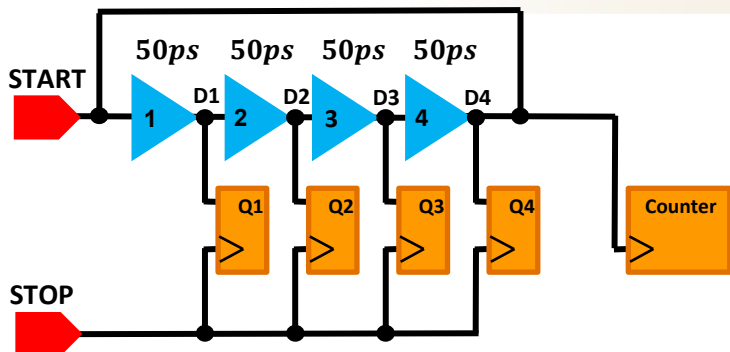 50ps 50ps 50ps 50ps
START D1 D2 D3 D4
1 2 3 4
Q1 Q2 Q3 Q4 Counter
STOP